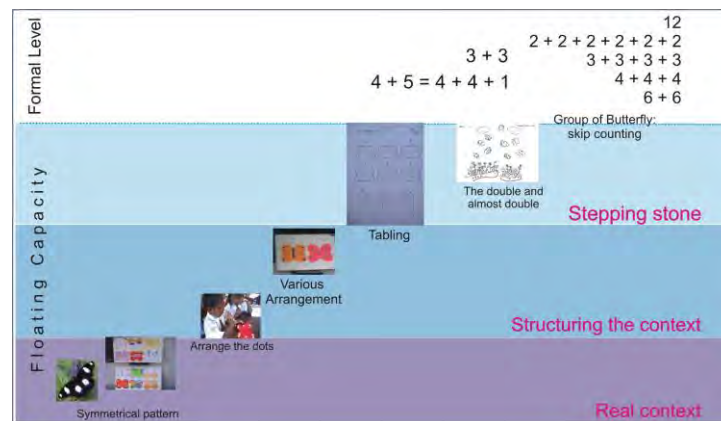 Formal Level
12
2 + 2 + 2 + 2 + 2 + 2
3 + 3 + 3 + 3
4 + 4 + 4
6 + 6
3 + 3
4 + 5 = 4 + 4 + 1
Group of Butterfly:
skip counting
Floating Capacity
The double and
almost double
Stepping stone
Tabling
Various
Arrangement
Structuring the context
Arrange the dots
Symmetrical pattern
Real context